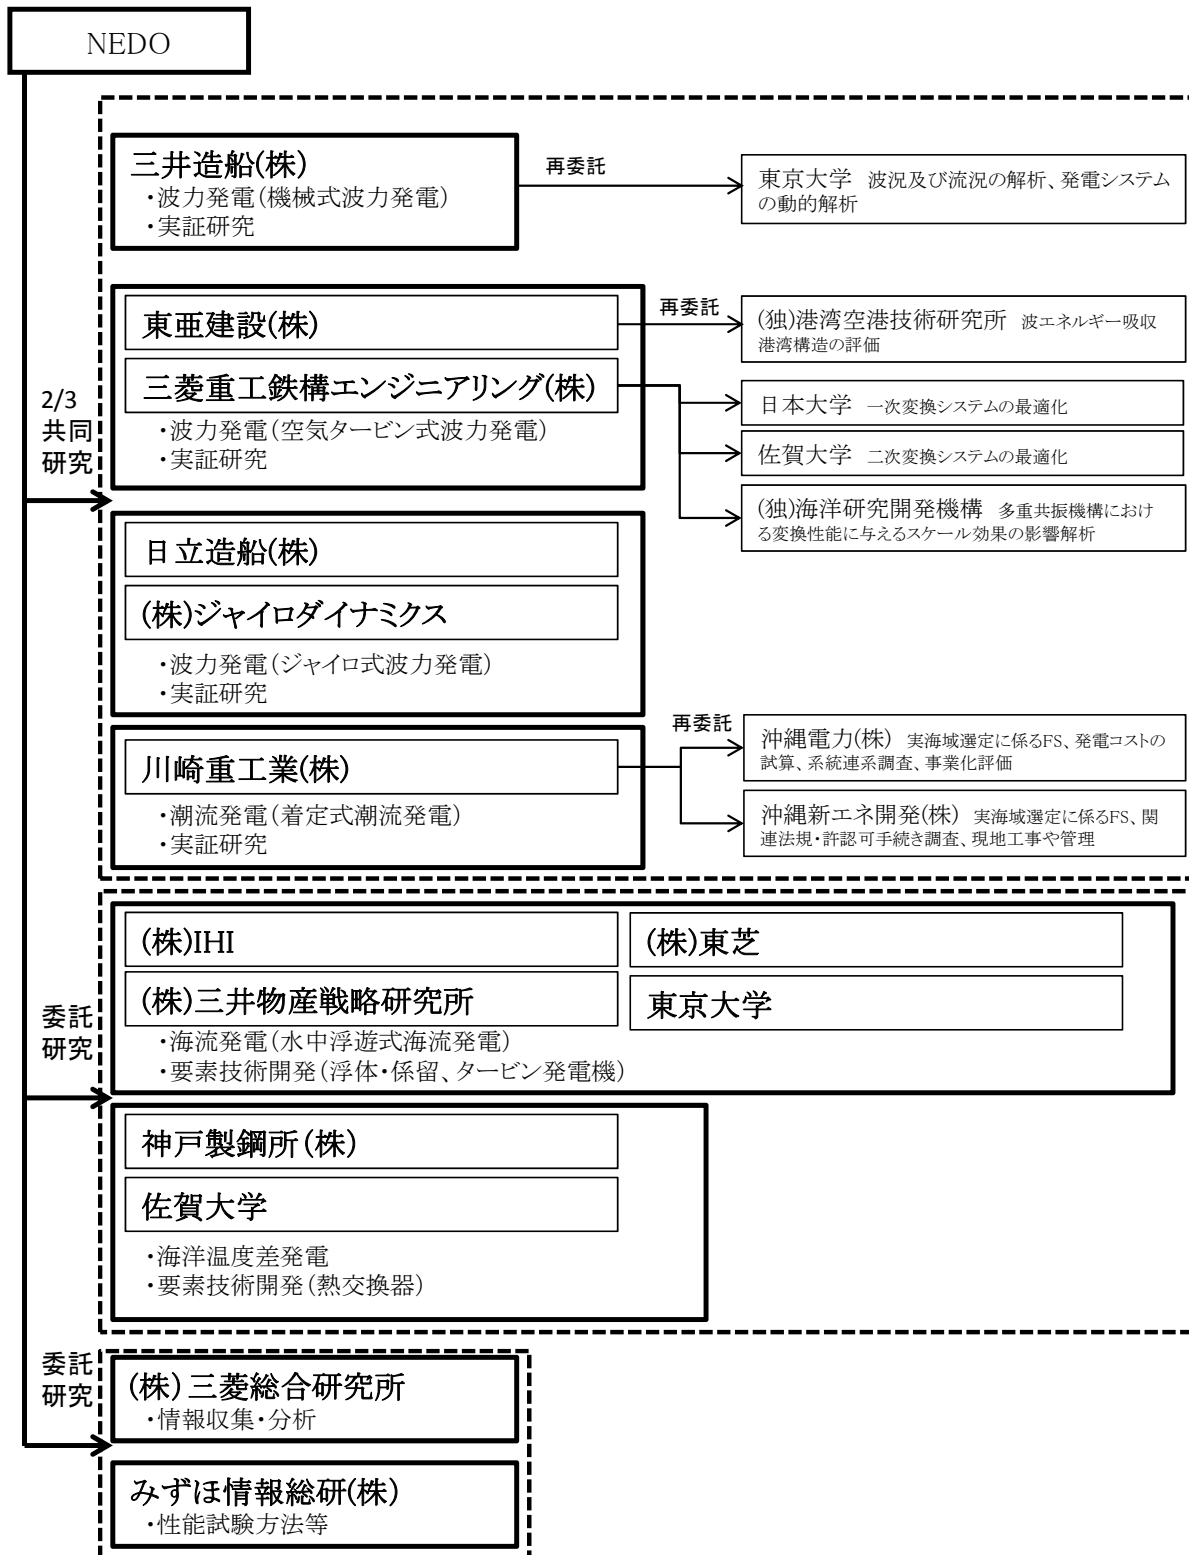 NEDO
2/3
共同
研究
三井造船(株)
・波力発電(機械式波力発電)
・実証研究
再委託
東京大学 波況及び流況の解析、発電システム
の動的解析
東亜建設(株)
三菱重工鉄構エンジニアリング(株)
・波力発電(空気タービン式波力発電)
・実証研究
再委託
(独)港湾空港技術研究所 波エネルギー吸収
港湾構造の評価
日本大学 一次変換システムの最適化
佐賀大学 二次変換システムの最適化
(独)海洋研究開発機構 多重共振機構におけ
る変換性能に与えるスケール効果の影響解析
日立造船(株)
(株)ジャイロダイナミクス
・波力発電(ジャイロ式波力発電)
・実証研究
川崎重工業(株)
・潮流発電(着定式潮流発電)
・実証研究
再委託
沖縄電力(株) 実海域選定に係るFS、発電コストの
試算、系統連系調査、事業化評価
沖縄新エネ開発(株) 実海域選定に係るFS、関
連法規・許認可手続き調査、現地工事や管理
委託
研究
(株)IHI
(株)東芝
(株)三井物産戦略研究所
東京大学
・海流発電(水中浮遊式海流発電)
・要素技術開発(浮体・係留、タービン発電機)
神戸製鋼所(株)
佐賀大学
・海洋温度差発電
・要素技術開発(熱交換器)
委託
研究
(株)三菱総合研究所
・情報収集・分析
みずほ情報総研(株)
・性能試験方法等